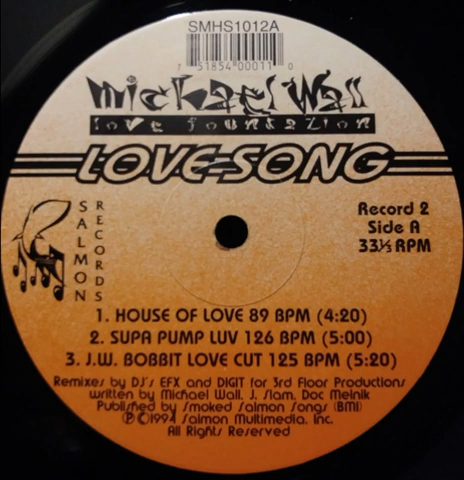 SMHS1012A
7 51854 00011 0
Michael Wall
LOVE FOUNDATION
LOVE SONG
SALMON
RECORDS
Record 2
Side A
33⅓ RPM
1. HOUSE OF LOVE 89 BPM (4:20)
2. SUPA PUMP LUV 126 BPM (5:00)
3. J.W. BOBBIT LOVE CUT 125 BPM (5:20)
Remixes by DJ's EFX and DIGIT for 3rd Floor Productions
written by Michael Wall, J. Slam, Doc Melnik
Published by Smoked Salmon Songs (BMI)
℗ ©1994 Salmon Multimedia, Inc.
All Rights Reserved